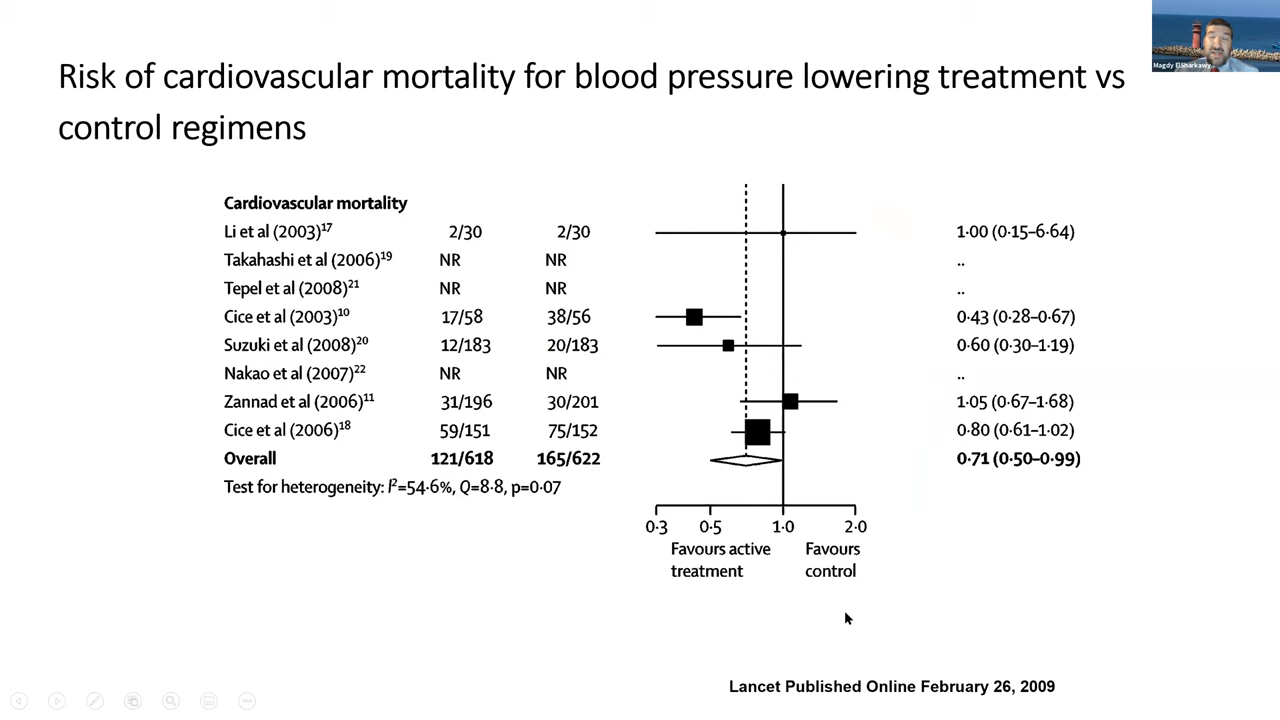 Risk of cardiovascular mortality for blood pressure lowering treatment vs
control regimens
Magdy ElSharkawy
Cardiovascular mortality
Li et al (2003)¹⁷ 2/30 2/30 1·00 (0·15–6·64)
Takahashi et al (2006)¹⁹ NR NR ··
Tepel et al (2008)²¹ NR NR ··
Cice et al (2003)¹⁰ 17/58 38/56 0·43 (0·28–0·67)
Suzuki et al (2008)²⁰ 12/183 20/183 0·60 (0·30–1·19)
Nakao et al (2007)²² NR NR ··
Zannad et al (2006)¹¹ 31/196 30/201 1·05 (0·67–1·68)
Cice et al (2006)¹⁸ 59/151 75/152 0·80 (0·61–1·02)
Overall 121/618 165/622 0·71 (0·50–0·99)
Test for heterogeneity: I²=54·6%, Q=8·8, p=0·07
0·3 0·5 1·0 2·0
Favours active Favours
treatment control
Lancet Published Online February 26, 2009